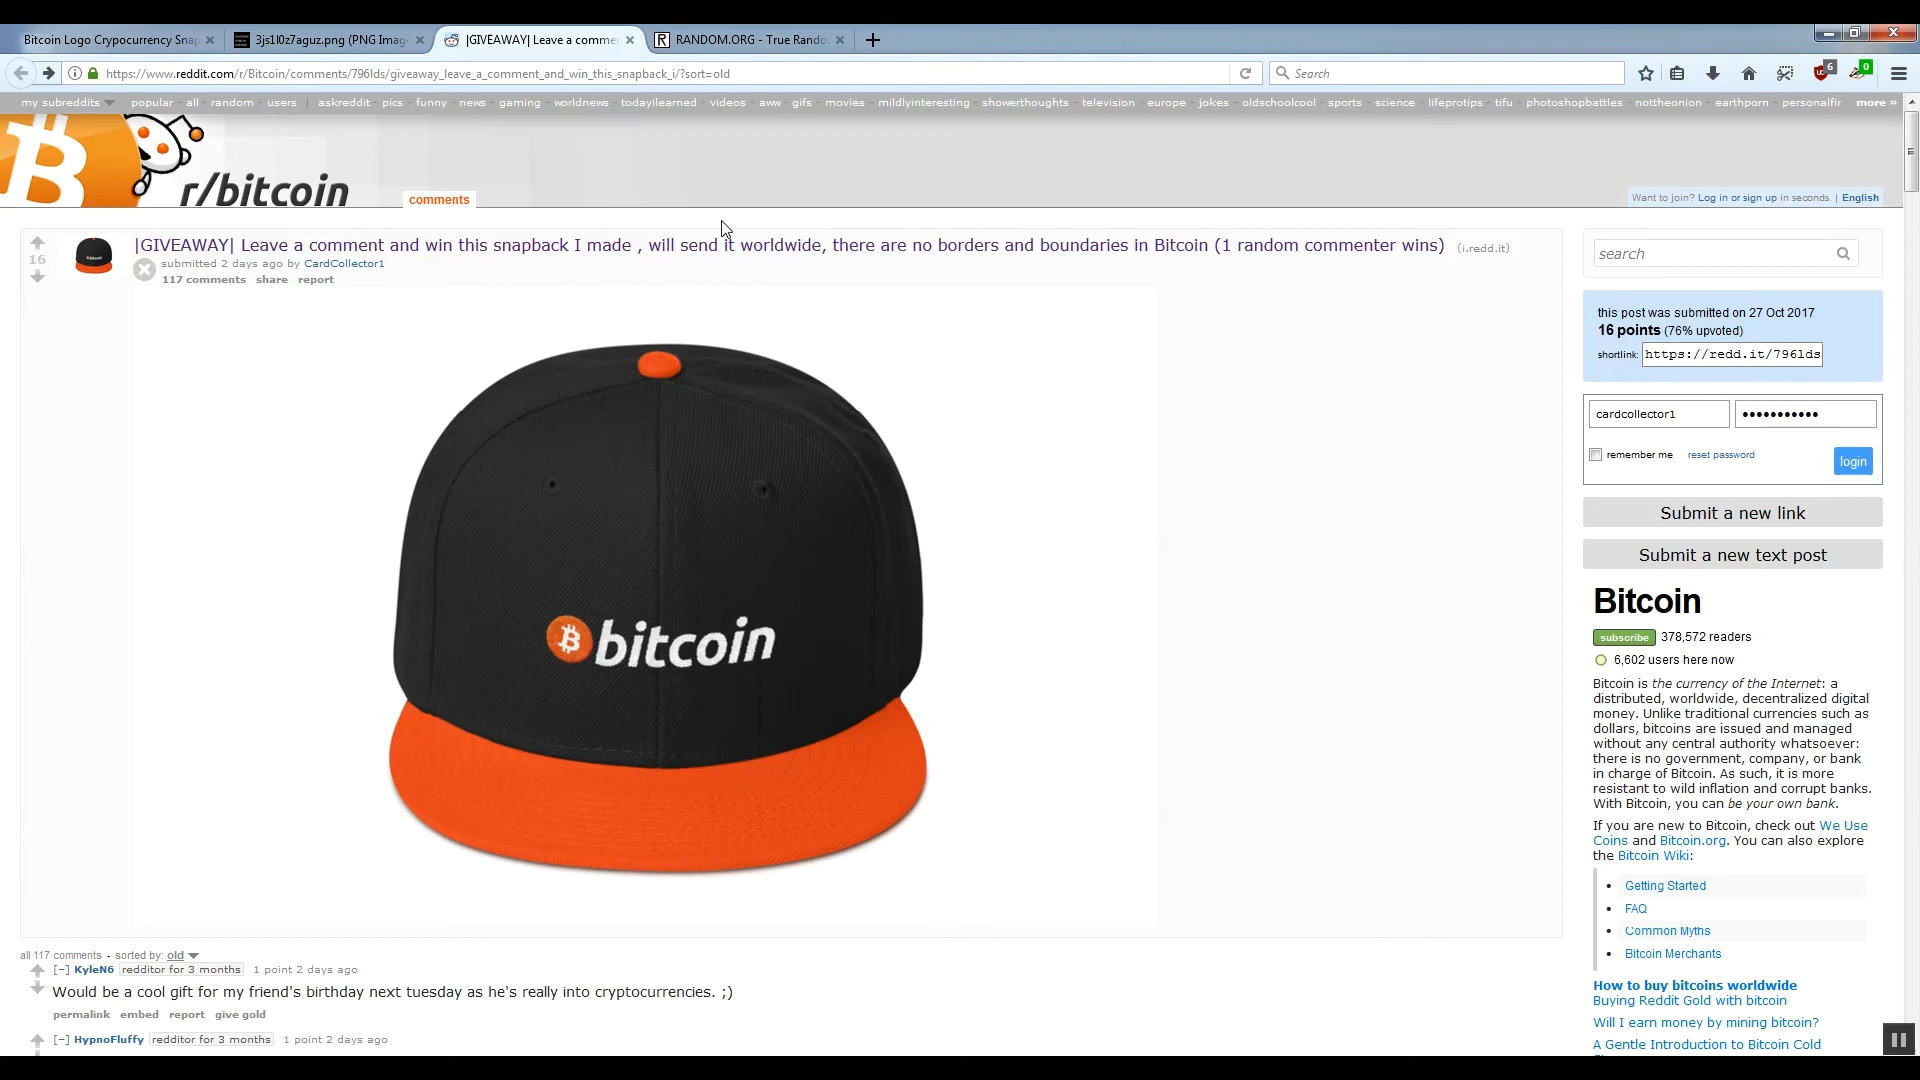 Bitcoin Logo Crypocurrency Snap
3js1l0z7aguz.png (PNG Imag
|GIVEAWAY| Leave a comme
RANDOM.ORG - True Rando
https://www.reddit.com/r/Bitcoin/comments/796lds/giveaway_leave_a_comment_and_win_this_snapback_i/?sort=old
Search
6
0
my subreddits
popular - all - random - users | askreddit - pics - funny - news - gaming - worldnews - todayilearned - videos - aww - gifs - movies - mildlyinteresting - showerthoughts - television - europe - jokes - oldschoolcool - sports - science - lifeprotips - tifu - photoshopbattles - nottheonion - earthporn - personalfir
more »
r/bitcoin
comments
Want to join? Log in or sign up in seconds. | English
16
|GIVEAWAY| Leave a comment and win this snapback I made , will send it worldwide, there are no borders and boundaries in Bitcoin (1 random commenter wins) (i.redd.it)
submitted 2 days ago by CardCollector1
117 comments share report
bitcoin
search
this post was submitted on 27 Oct 2017
16 points (76% upvoted)
shortlink: https://redd.it/796lds
cardcollector1
•••••••••••
remember me reset password
login
Submit a new link
Submit a new text post
Bitcoin
subscribe 378,572 readers
6,602 users here now
Bitcoin is the currency of the Internet: a
distributed, worldwide, decentralized digital
money. Unlike traditional currencies such as
dollars, bitcoins are issued and managed
without any central authority whatsoever:
there is no government, company, or bank
in charge of Bitcoin. As such, it is more
resistant to wild inflation and corrupt banks.
With Bitcoin, you can be your own bank.
If you are new to Bitcoin, check out We Use
Coins and Bitcoin.org. You can also explore
the Bitcoin Wiki:
Getting Started
FAQ
Common Myths
Bitcoin Merchants
How to buy bitcoins worldwide
Buying Reddit Gold with bitcoin
Will I earn money by mining bitcoin?
A Gentle Introduction to Bitcoin Cold
all 117 comments - sorted by: old
[–] KyleN6 redditor for 3 months 1 point 2 days ago
Would be a cool gift for my friend's birthday next tuesday as he's really into cryptocurrencies. ;)
permalink embed report give gold
[–] HypnoFluffy redditor for 3 months 1 point 2 days ago